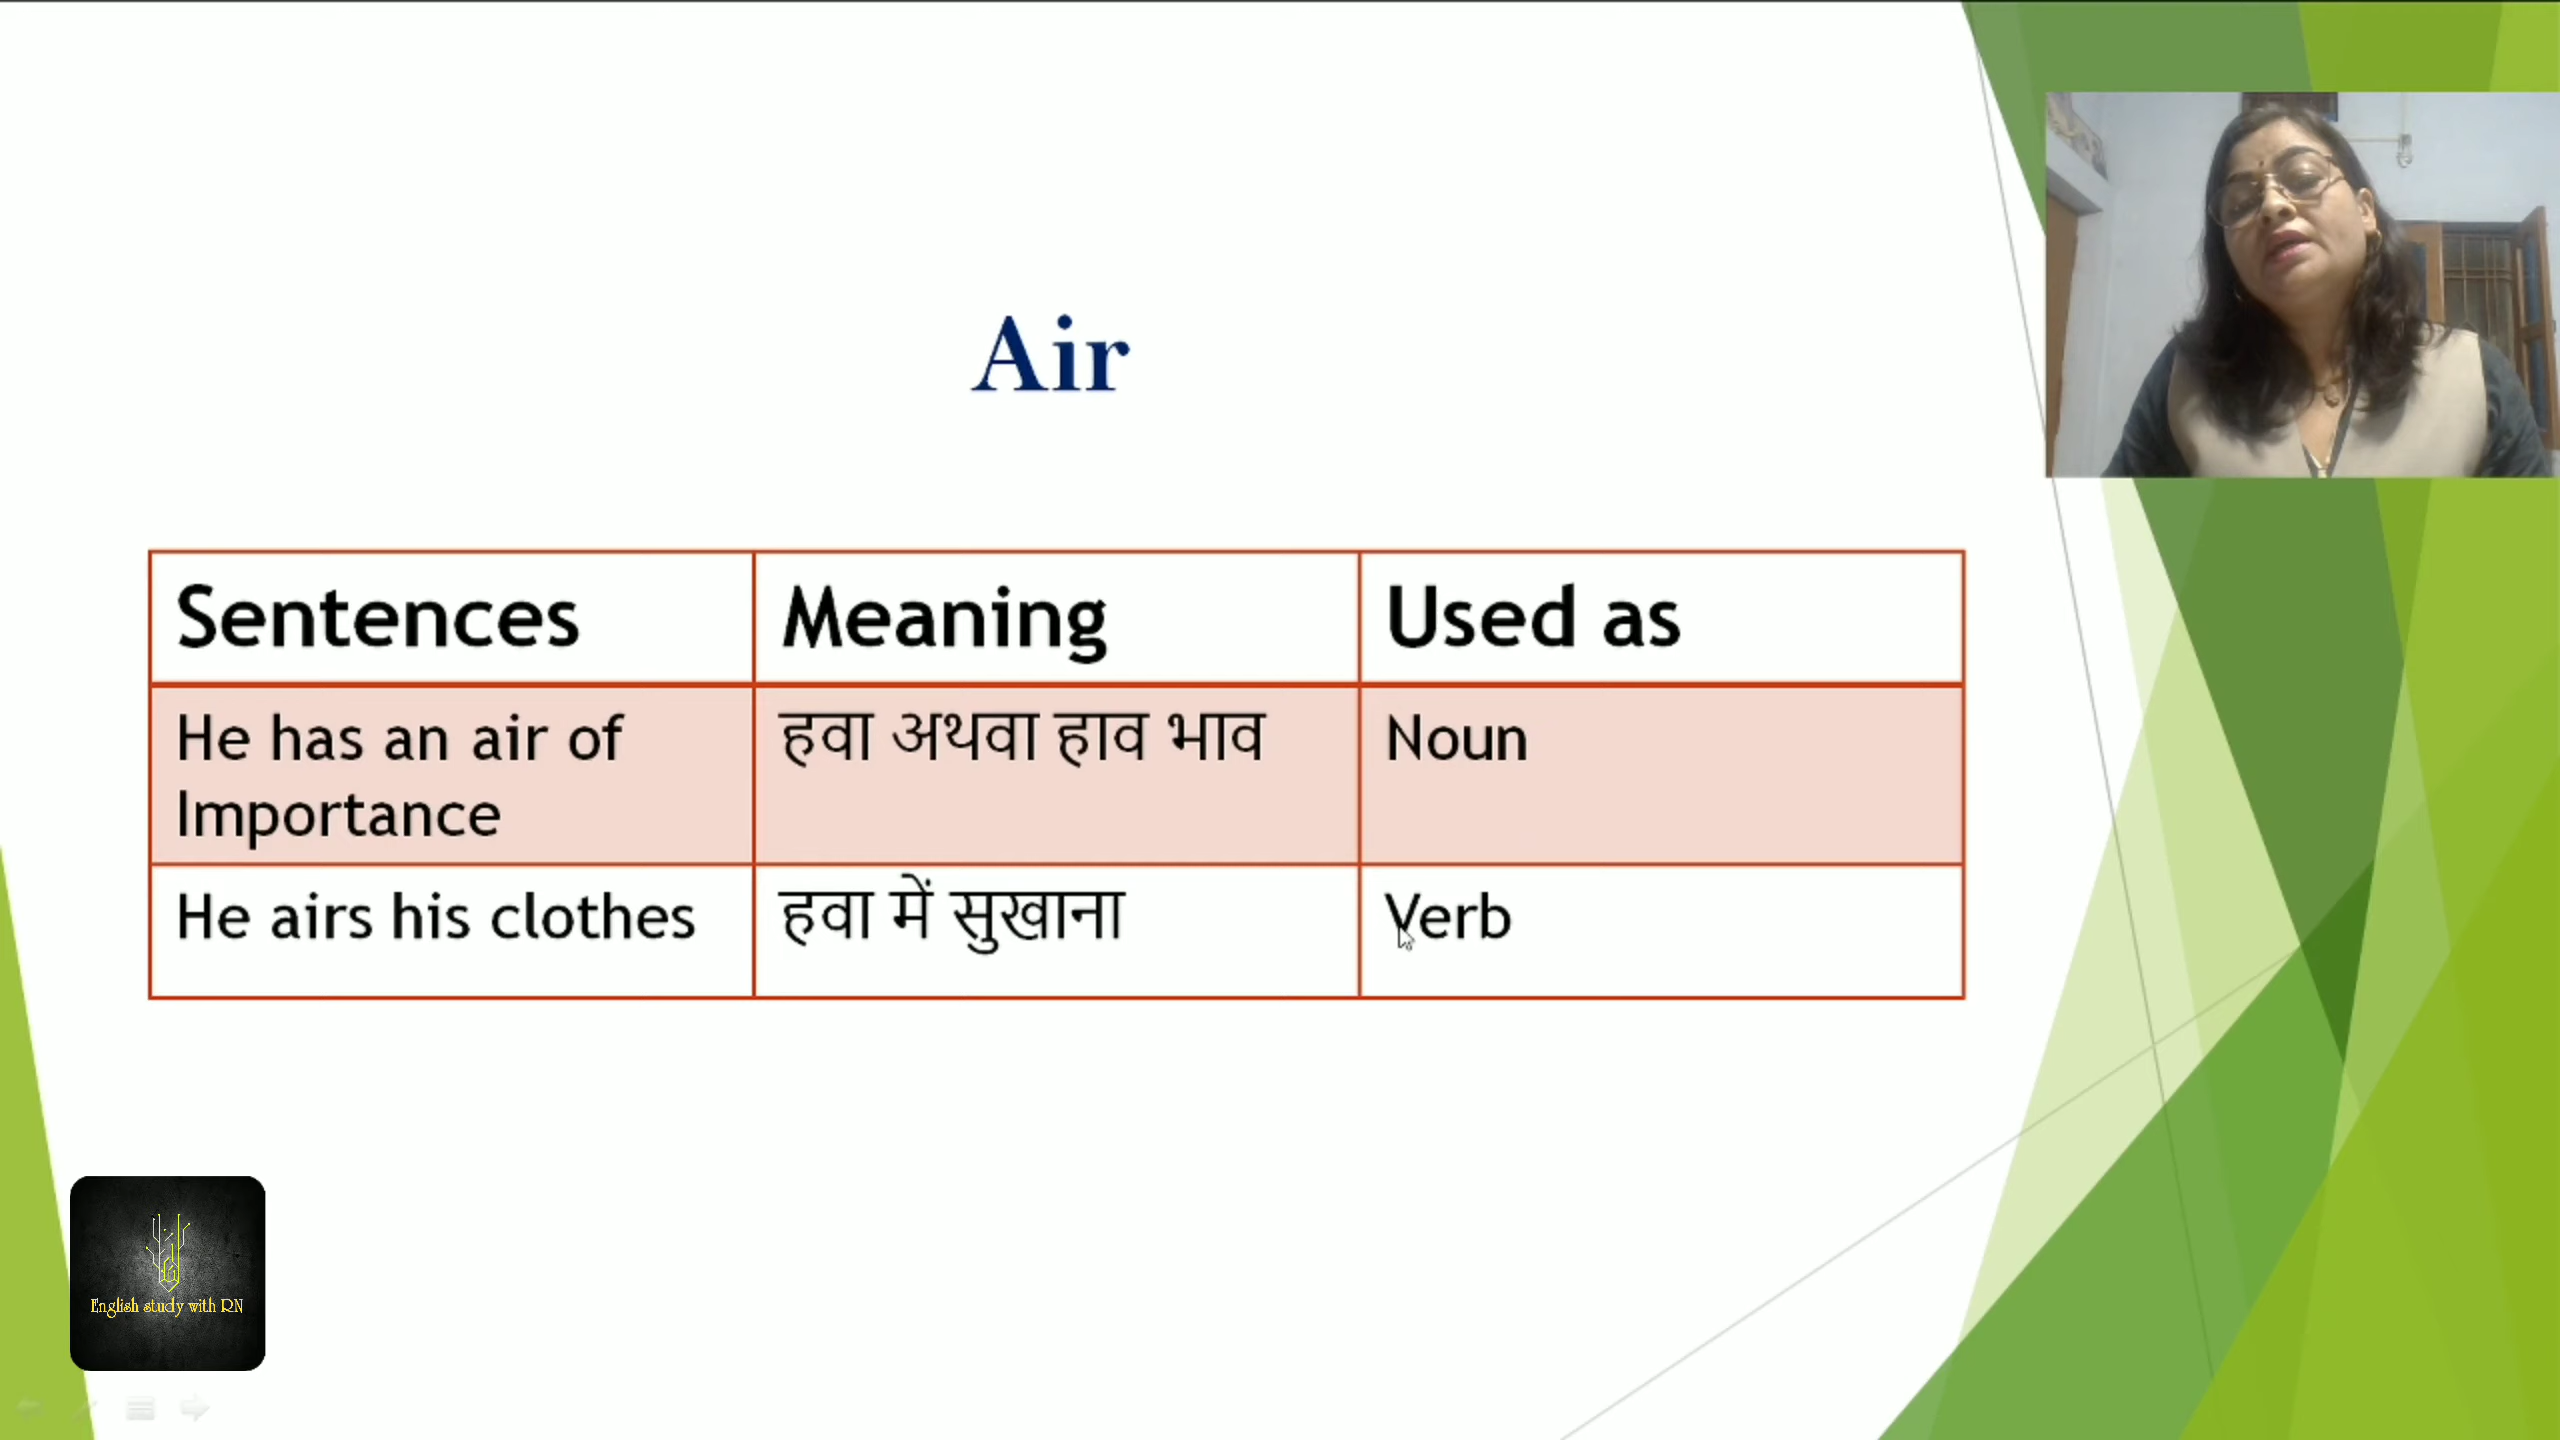 Air
Sentences Meaning Used as
He has an air of हवा अथवा हाव भाव Noun
Importance
He airs his clothes हवा में सुखाना Verb
English study with RN